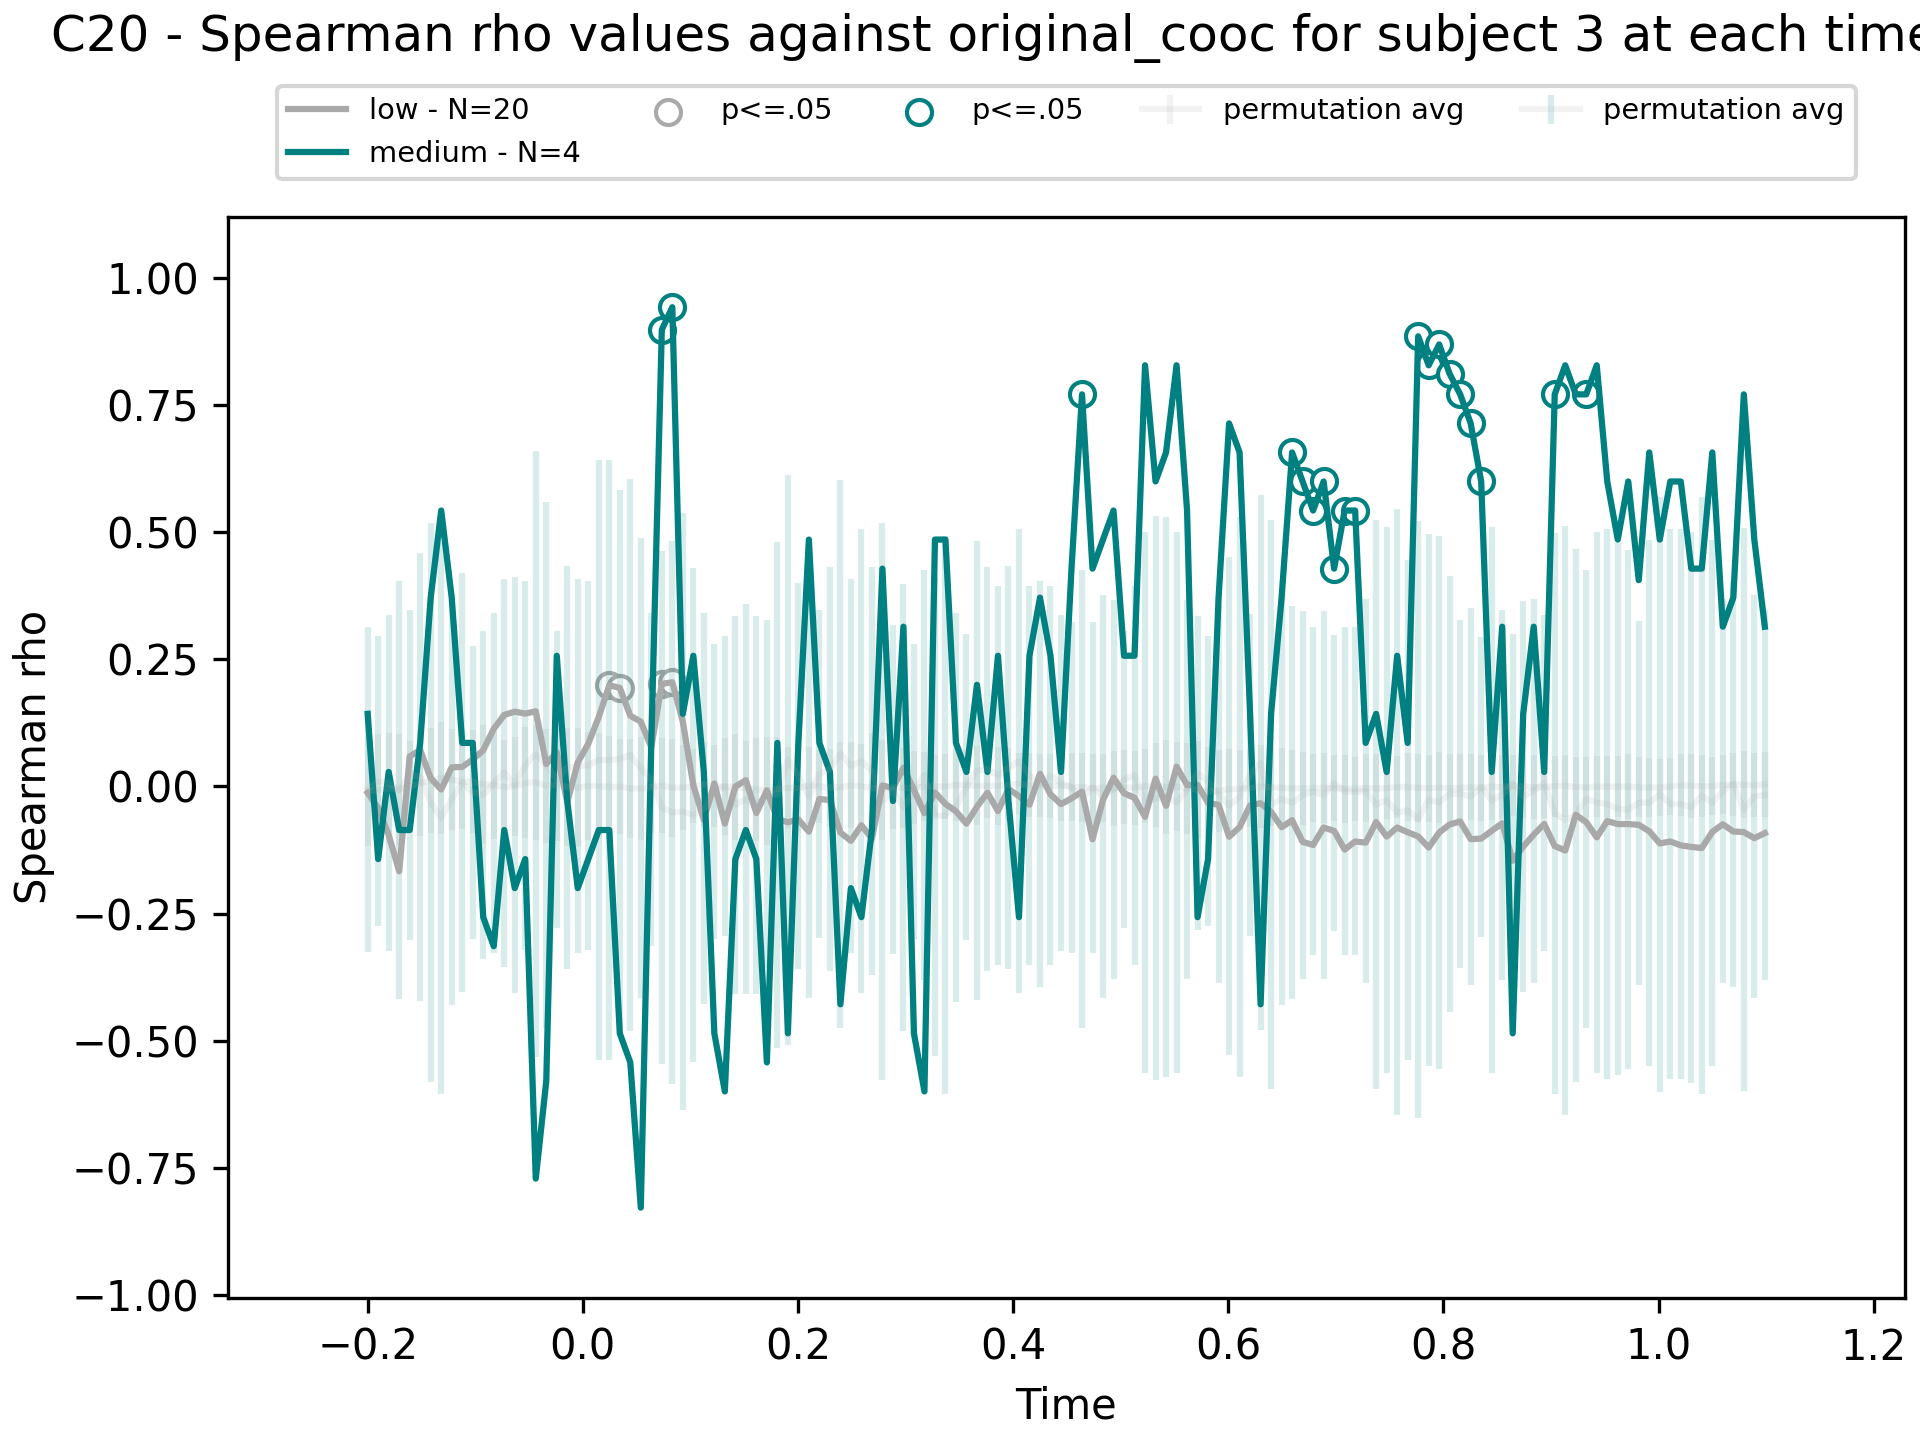 C20 - Spearman rho values against original_cooc for subject 3 at each time
low - N=20
medium - N=4
p<=.05
p<=.05
permutation avg
permutation avg
1.00
0.75
0.50
0.25
0.00
−0.25
−0.50
−0.75
−1.00
Spearman rho
−0.2 0.0 0.2 0.4 0.6 0.8 1.0 1.2
Time